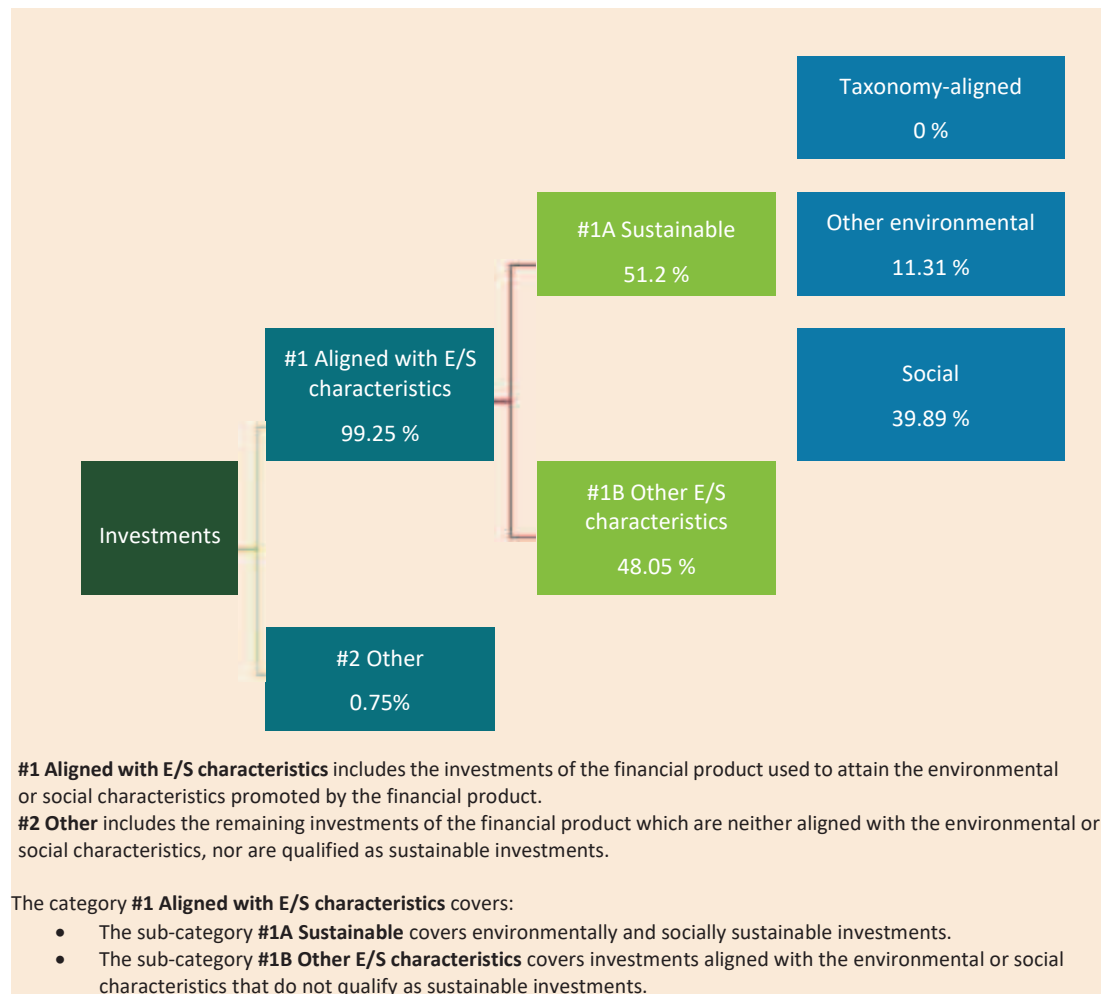 Taxonomy-aligned
0 %
#1A Sustainable
51.2 %
Other environmental
11.31 %
#1 Aligned with E/S
characteristics
99.25 %
Social
39.89 %
Investments
#1B Other E/S
characteristics
48.05 %
#2 Other
0.75%
#1 Aligned with E/S characteristics includes the investments of the financial product used to attain the environmental
or social characteristics promoted by the financial product.
#2 Other includes the remaining investments of the financial product which are neither aligned with the environmental or
social characteristics, nor are qualified as sustainable investments.
The category #1 Aligned with E/S characteristics covers:
• The sub-category #1A Sustainable covers environmentally and socially sustainable investments.
• The sub-category #1B Other E/S characteristics covers investments aligned with the environmental or social
characteristics that do not qualify as sustainable investments.